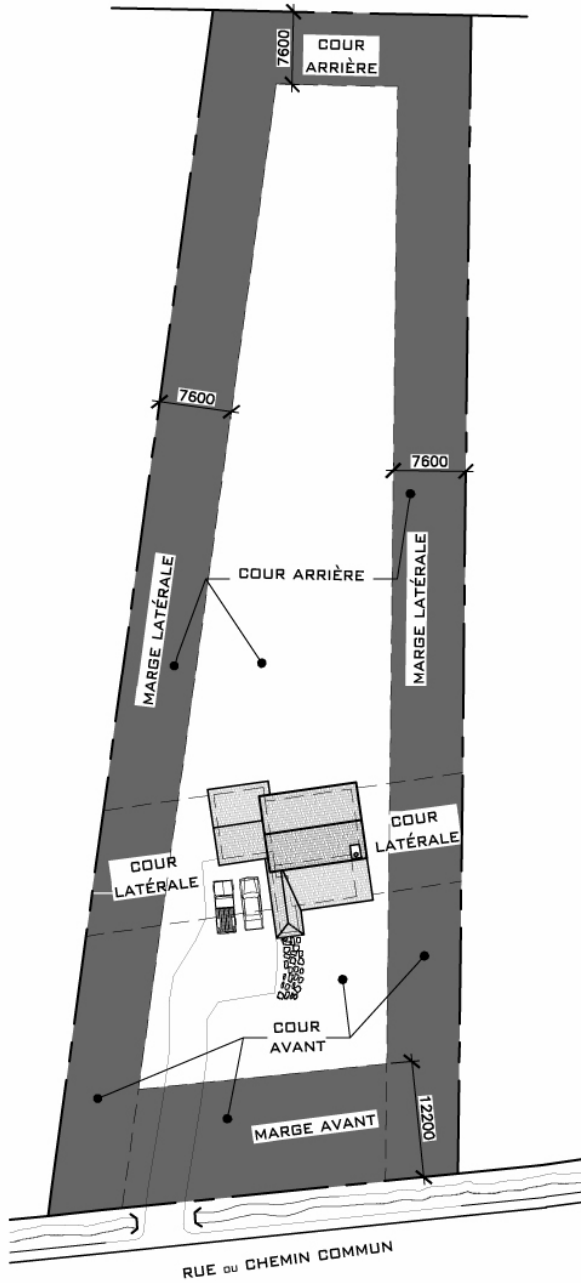 7600
COUR
ARRIÈRE
7600
7600
MARGE LATÉRALE
COUR ARRIÈRE
MARGE LATÉRALE
COUR
LATÉRALE
COUR
LATÉRALE
COUR
AVANT
MARGE AVANT
12200
RUE OU CHEMIN COMMUN